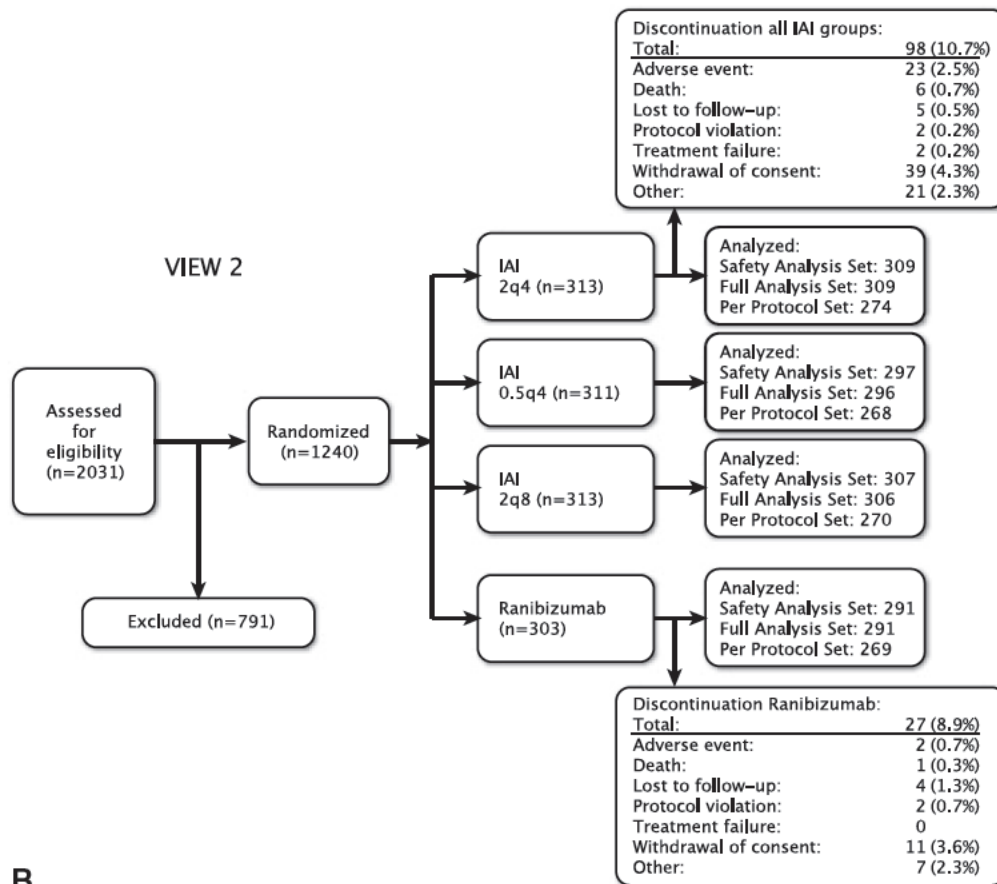 Discontinuation all IAI groups:
Total: 98 (10.7%)
Adverse event: 23 (2.5%)
Death: 6 (0.7%)
Lost to follow-up: 5 (0.5%)
Protocol violation: 2 (0.2%)
Treatment failure: 2 (0.2%)
Withdrawal of consent: 39 (4.3%)
Other: 21 (2.3%)
VIEW 2
Assessed
for
eligibility
(n=2031)
Excluded (n=791)
Randomized
(n=1240)
IAI
2q4 (n=313)
Analyzed:
Safety Analysis Set: 309
Full Analysis Set: 309
Per Protocol Set: 274
IAI
0.5q4 (n=311)
Analyzed:
Safety Analysis Set: 297
Full Analysis Set: 296
Per Protocol Set: 268
IAI
2q8 (n=313)
Analyzed:
Safety Analysis Set: 307
Full Analysis Set: 306
Per Protocol Set: 270
Ranibizumab
(n=303)
Analyzed:
Safety Analysis Set: 291
Full Analysis Set: 291
Per Protocol Set: 269
Discontinuation Ranibizumab:
Total: 27 (8.9%)
Adverse event: 2 (0.7%)
Death: 1 (0.3%)
Lost to follow-up: 4 (1.3%)
Protocol violation: 2 (0.7%)
Treatment failure: 0
Withdrawal of consent: 11 (3.6%)
Other: 7 (2.3%)
B